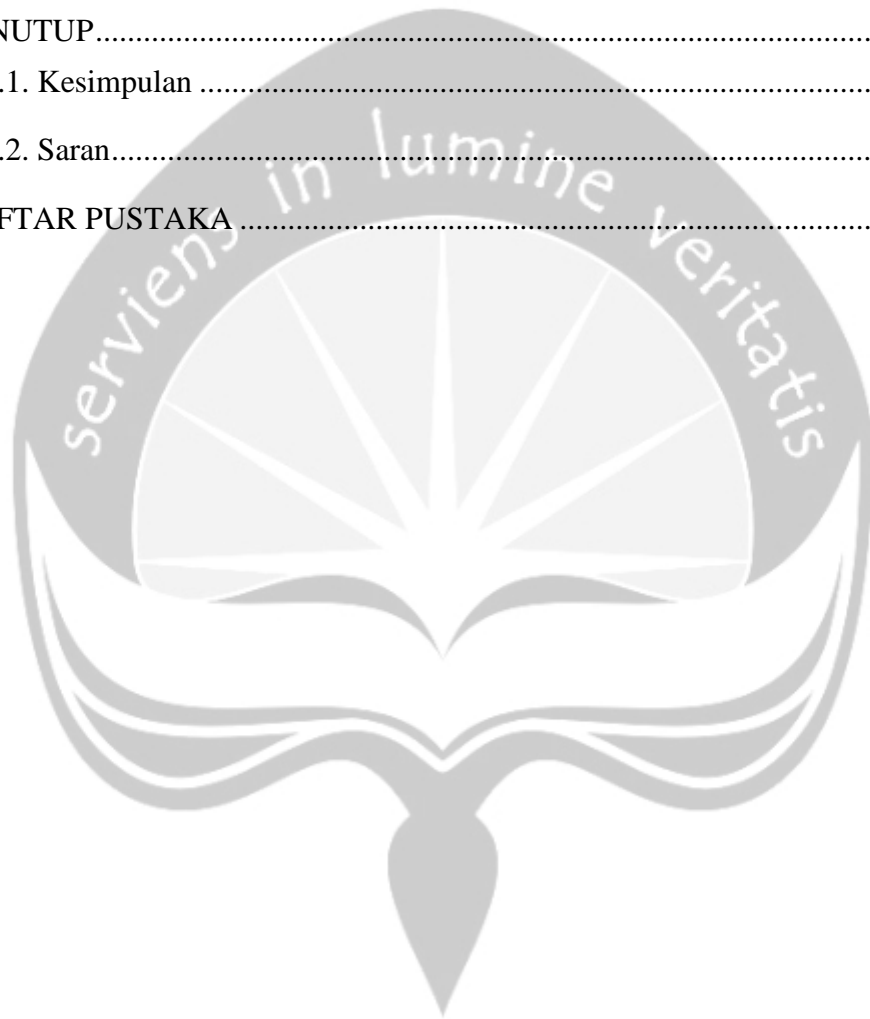 NUTUP....................................................................................................
.1. Kesimpulan ......................................................................................
.2. Saran.................................................................................................
FTAR PUSTAKA ................................................................................
serviens in lumine veritatis